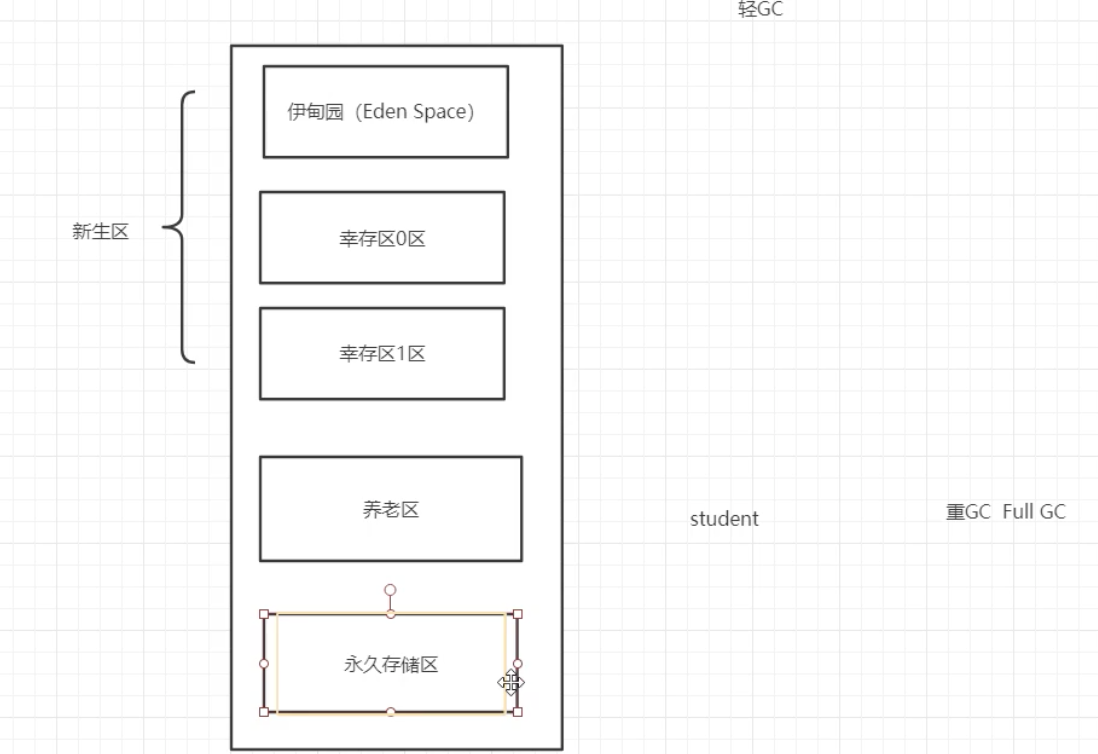 轻GC
伊甸园（Eden Space）
新生区
幸存区0区
幸存区1区
养老区
student
重GC Full GC
永久存储区